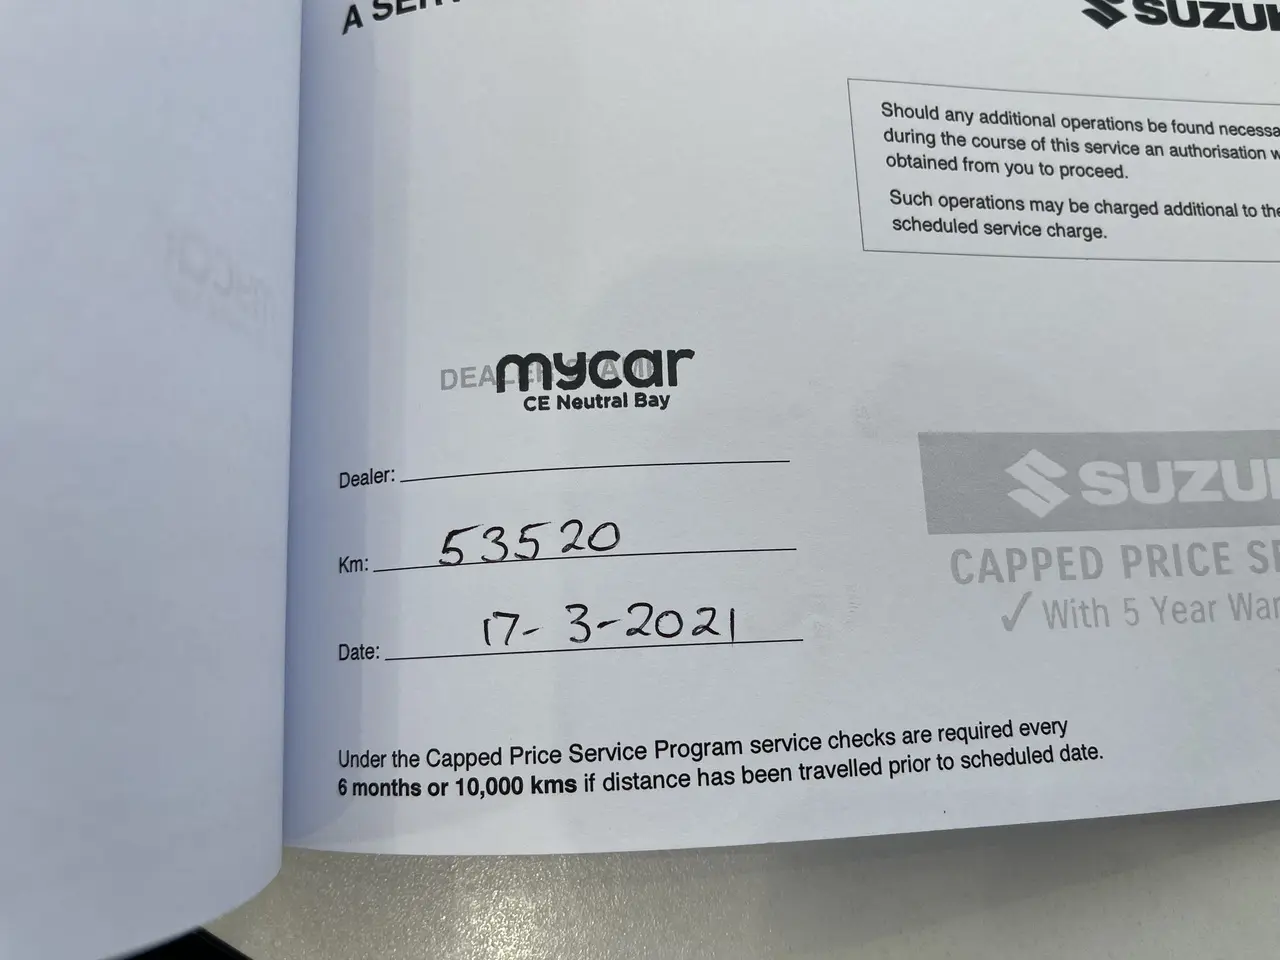 A
SUZU
Should any additional operations be found
during the course of this service an authorisation
obtained from you to proceed.
Such operations may be charged additional to the
scheduled service charge.
mycar
DEALER STAMP
CE Neutral Bay
Dealer:
Km: 53520
Date: 17-3-2021
SUZU
CAPPED PRICE
✓ With 5 Year
Under the Capped Price Service Program service checks are required every
6 months or 10,000 kms if distance has been travelled prior to scheduled date.